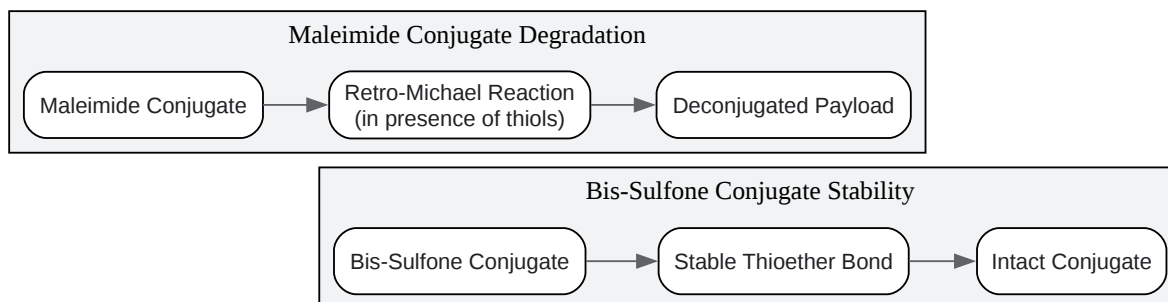 Maleimide Conjugate Degradation
Maleimide Conjugate
Retro-Michael Reaction
(in presence of thiols)
Deconjugated Payload
Bis-Sulfone Conjugate Stability
Bis-Sulfone Conjugate
Stable Thioether Bond
Intact Conjugate